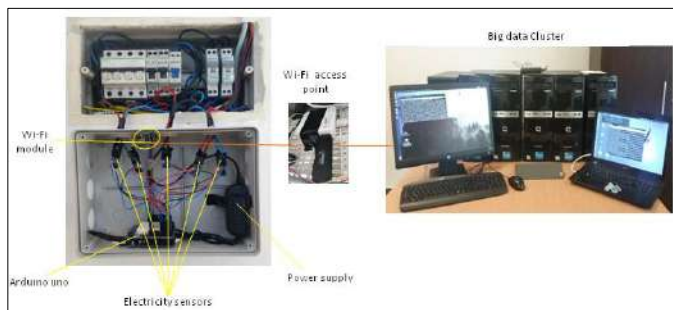 Big data Cluster
Wi-Fi access
point
Wi-Fi
module
Arduino uno
Power supply
Electricity sensors